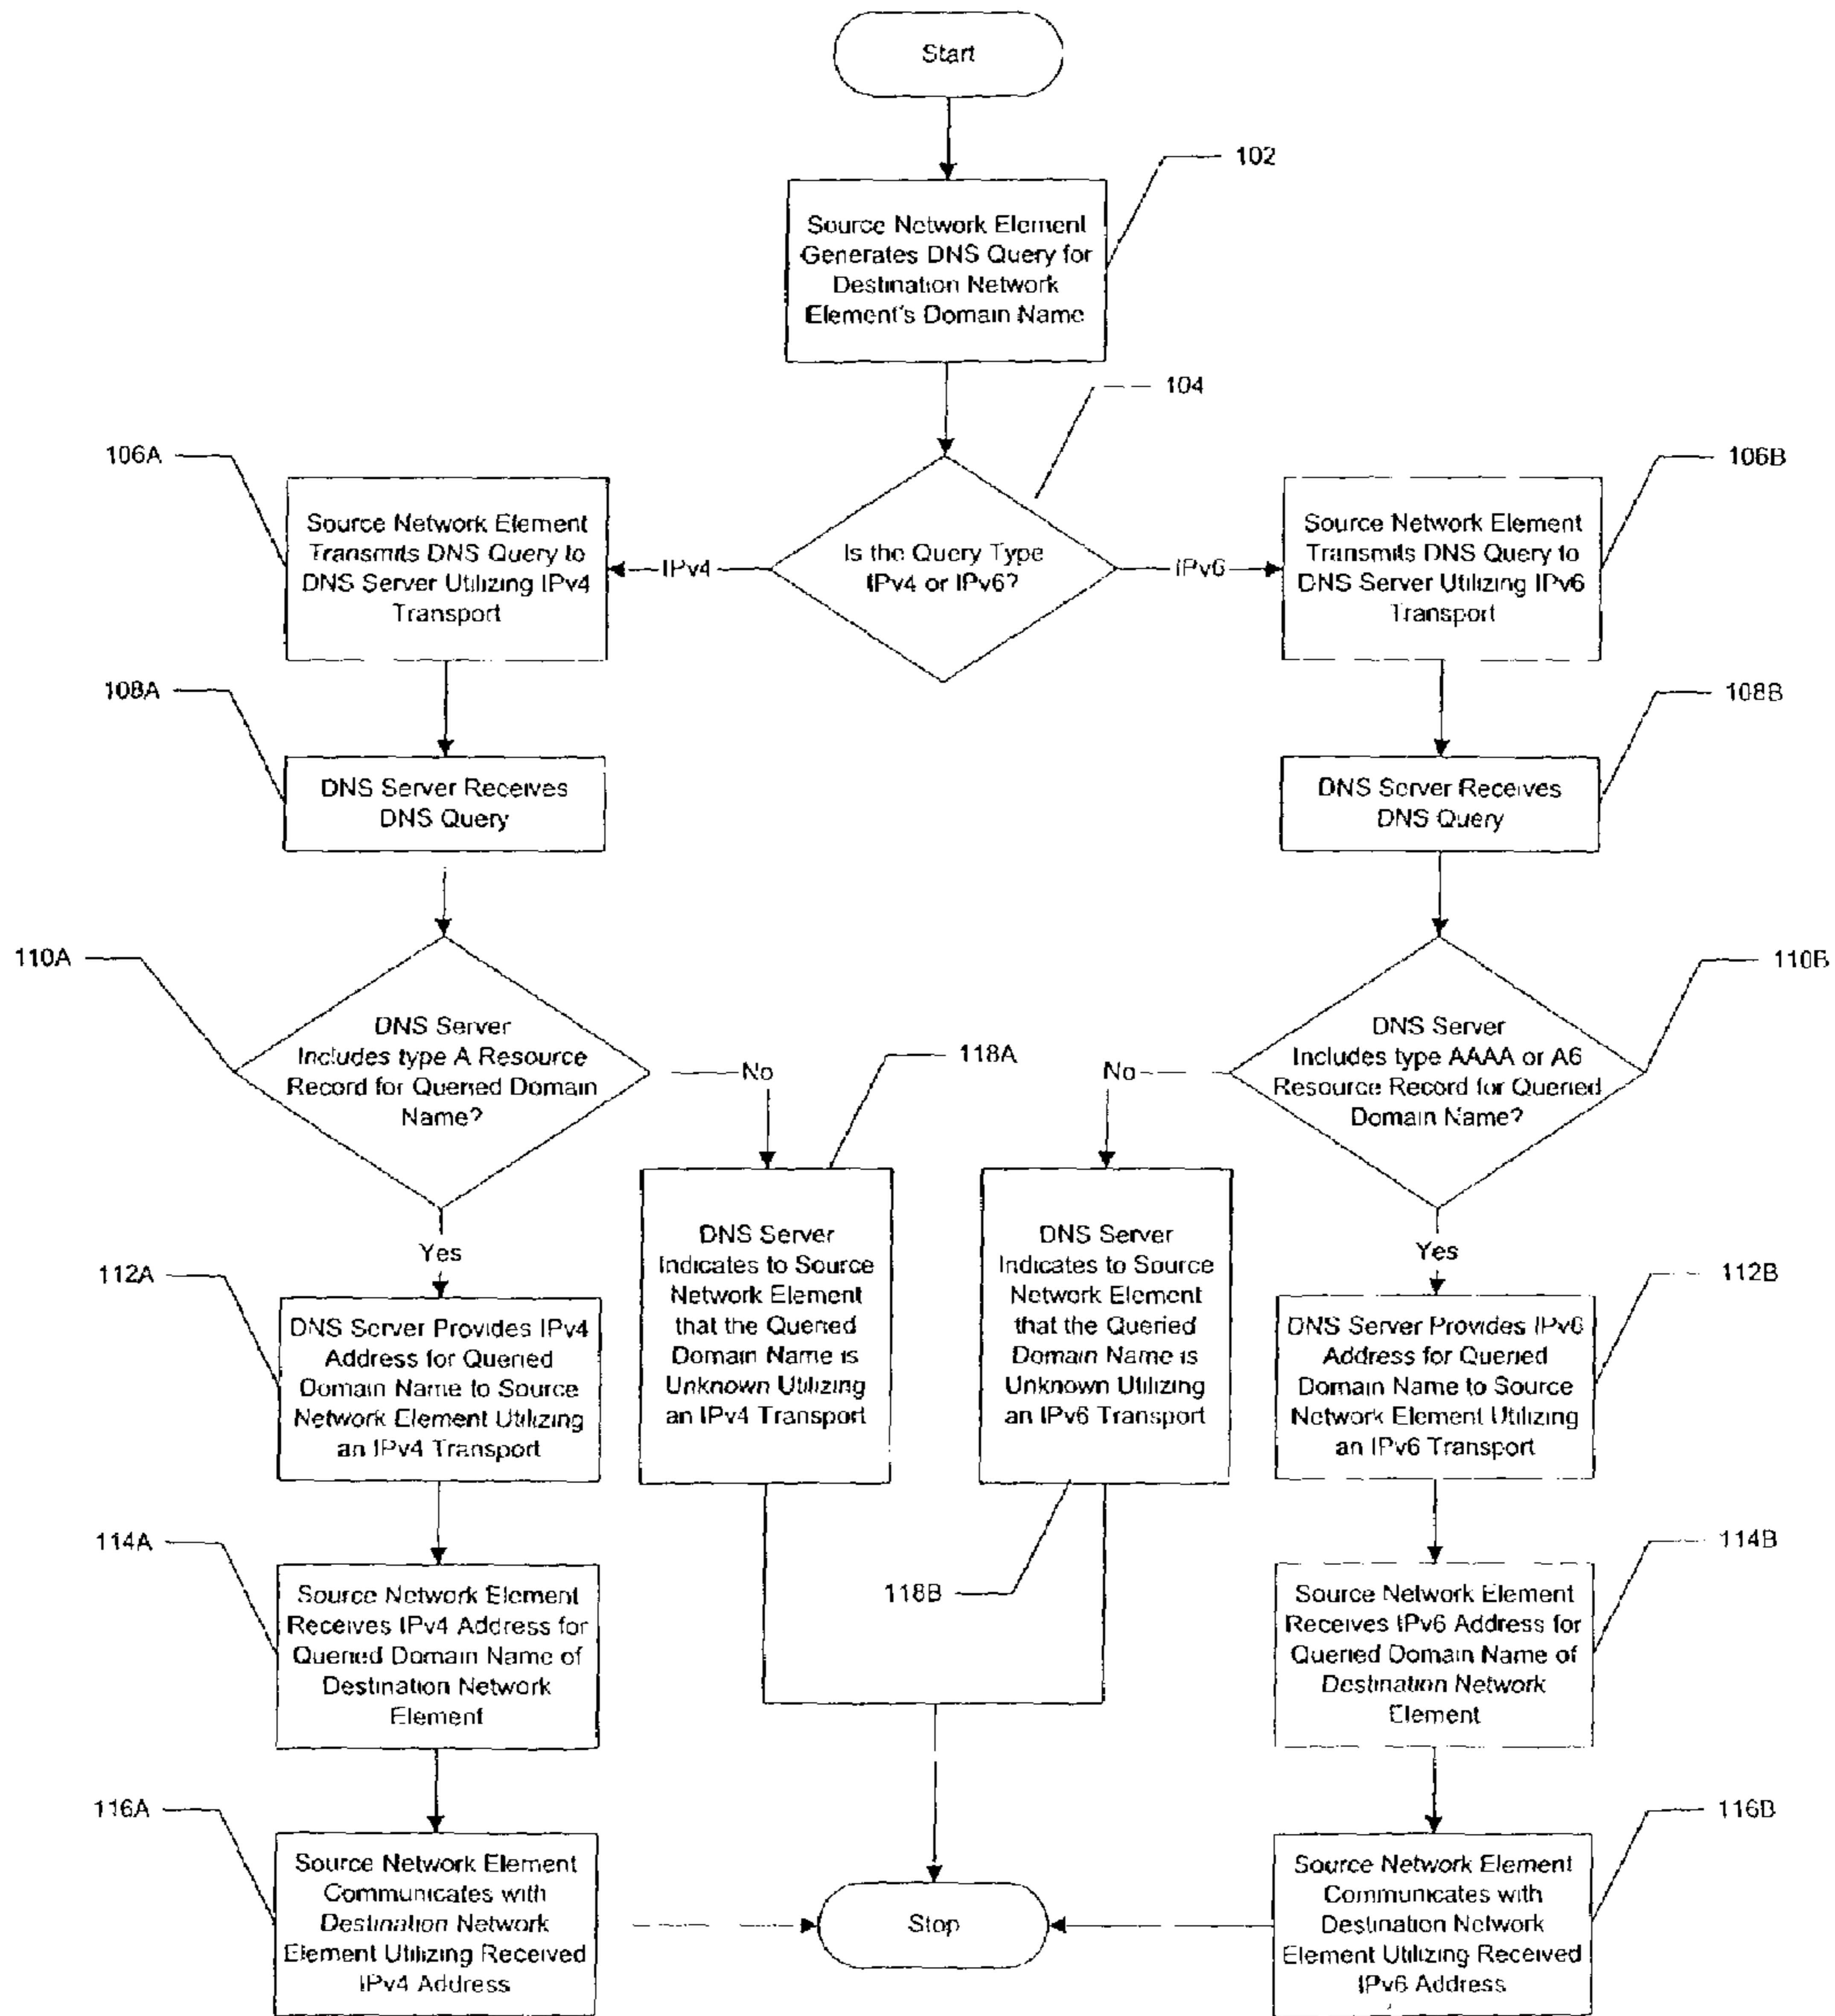 Start
102
Source Network Element
Generates DNS Query for
Destination Network
Element's Domain Name
104
106A
106B
Source Network Element
Transmits DNS Query to
DNS Server Utilizing IPv4
Transport
IPv4
Is the Query Type
IPv4 or IPv6?
IPv6
Source Network Element
Transmits DNS Query to
DNS Server Utilizing IPv6
Transport
108A
108B
DNS Server Receives
DNS Query
DNS Server Receives
DNS Query
110A
110B
DNS Server
Includes type A Resource
Record for Queried Domain
Name?
No
118A
No
DNS Server
Includes type AAAA or A6
Resource Record for Queried
Domain Name?
Yes
Yes
DNS Server
Indicates to Source
Network Element
that the Queried
Domain Name is
Unknown Utilizing
an IPv4 Transport
DNS Server
Indicates to Source
Network Element
that the Queried
Domain Name is
Unknown Utilizing
an IPv6 Transport
112A
112B
DNS Server Provides IPv4
Address for Queried
Domain Name to Source
Network Element Utilizing
an IPv4 Transport
DNS Server Provides IPv6
Address for Queried
Domain Name to Source
Network Element Utilizing
an IPv6 Transport
114A
114B
118B
Source Network Element
Receives IPv4 Address for
Queried Domain Name of
Destination Network
Element
Source Network Element
Receives IPv6 Address for
Queried Domain Name of
Destination Network
Element
116A
116B
Source Network Element
Communicates with
Destination Network
Element Utilizing Received
IPv4 Address
Stop
Source Network Element
Communicates with
Destination Network
Element Utilizing Received
IPv6 Address